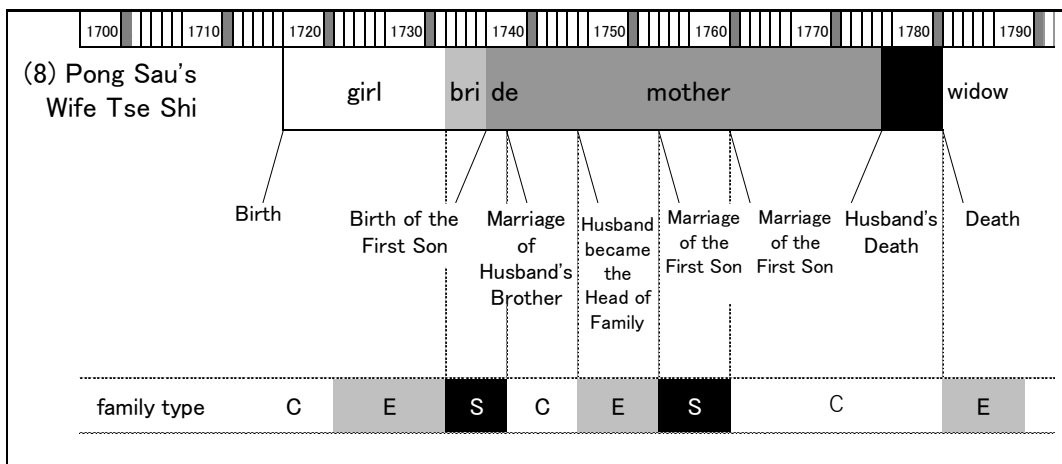 1700 1710 1720 1730 1740 1750 1760 1770 1780 1790
(8) Pong Sau's
Wife Tse Shi
girl bri de mother widow
Birth
Birth of the
First Son
Marriage
of
Husband's
Brother
Husband
became
the
Head of
Family
Marriage
of the
First Son
Marriage
of the
First Son
Husband's
Death
Death
family type C E S C E S C E